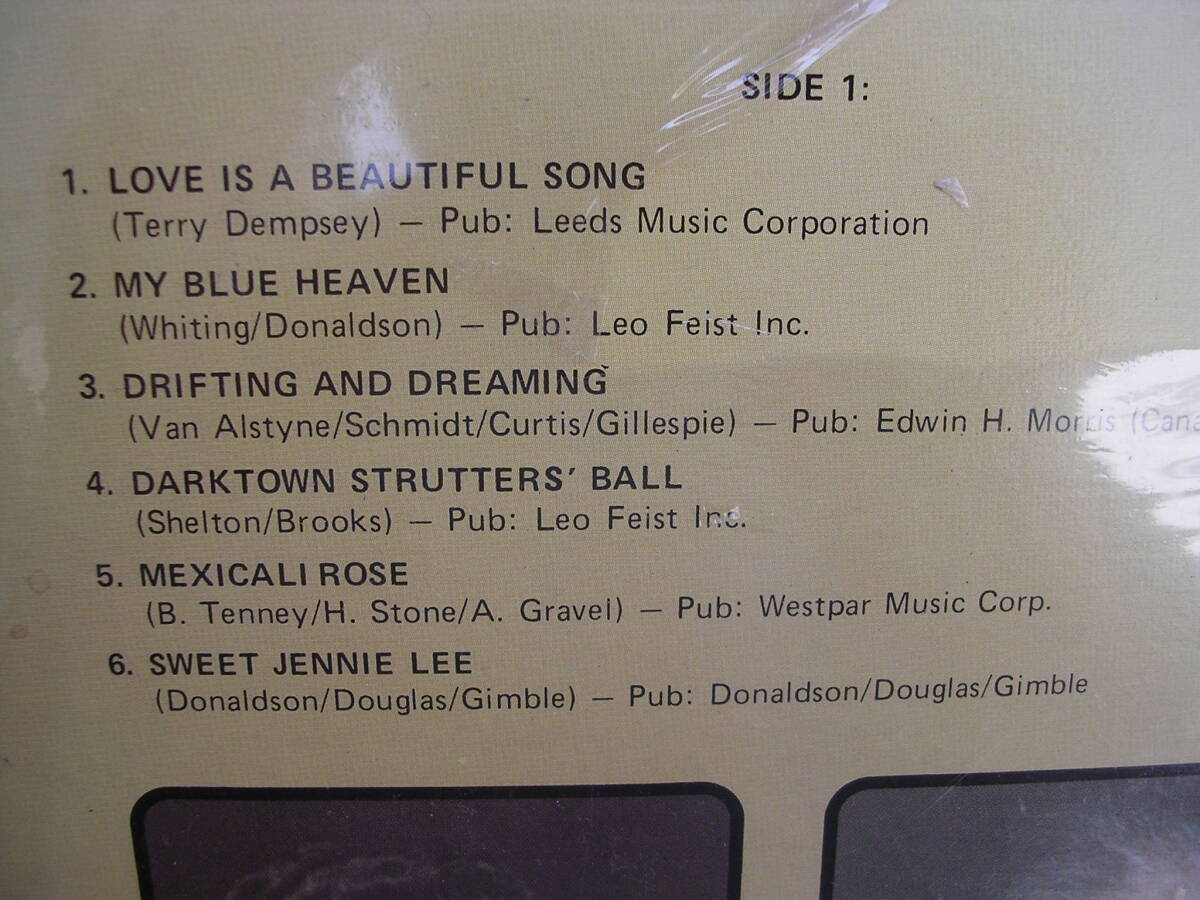 SIDE 1:
1. LOVE IS A BEAUTIFUL SONG
(Terry Dempsey) — Pub: Leeds Music Corporation
2. MY BLUE HEAVEN
(Whiting/Donaldson) — Pub: Leo Feist Inc.
3. DRIFTING AND DREAMING
(Van Alstyne/Schmidt/Curtis/Gillespie) — Pub: Edwin H. Morris (Cana
4. DARKTOWN STRUTTERS' BALL
(Shelton/Brooks) — Pub: Leo Feist Inc.
5. MEXICALI ROSE
(B. Tenney/H. Stone/A. Gravel) — Pub: Westpar Music Corp.
6. SWEET JENNIE LEE
(Donaldson/Douglas/Gimble) — Pub: Donaldson/Douglas/Gimble